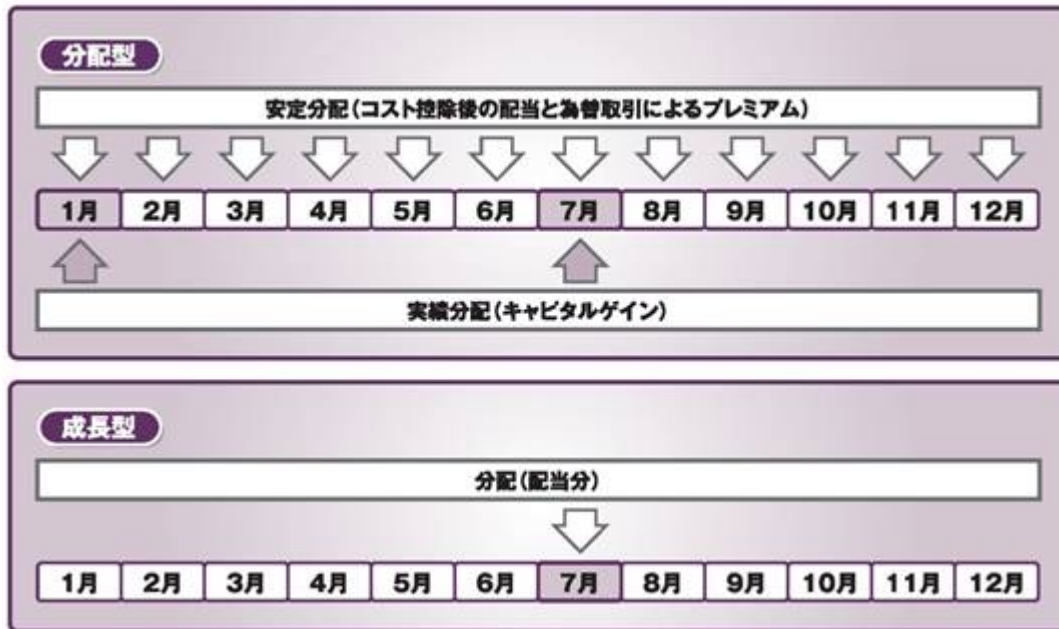 分配型
安定分配(コスト控除後の配当と為替取引によるプレミアム)
1月 2月 3月 4月 5月 6月 7月 8月 9月 10月 11月 12月
実績分配(キャピタルゲイン)
成長型
分配(配当分)
1月 2月 3月 4月 5月 6月 7月 8月 9月 10月 11月 12月